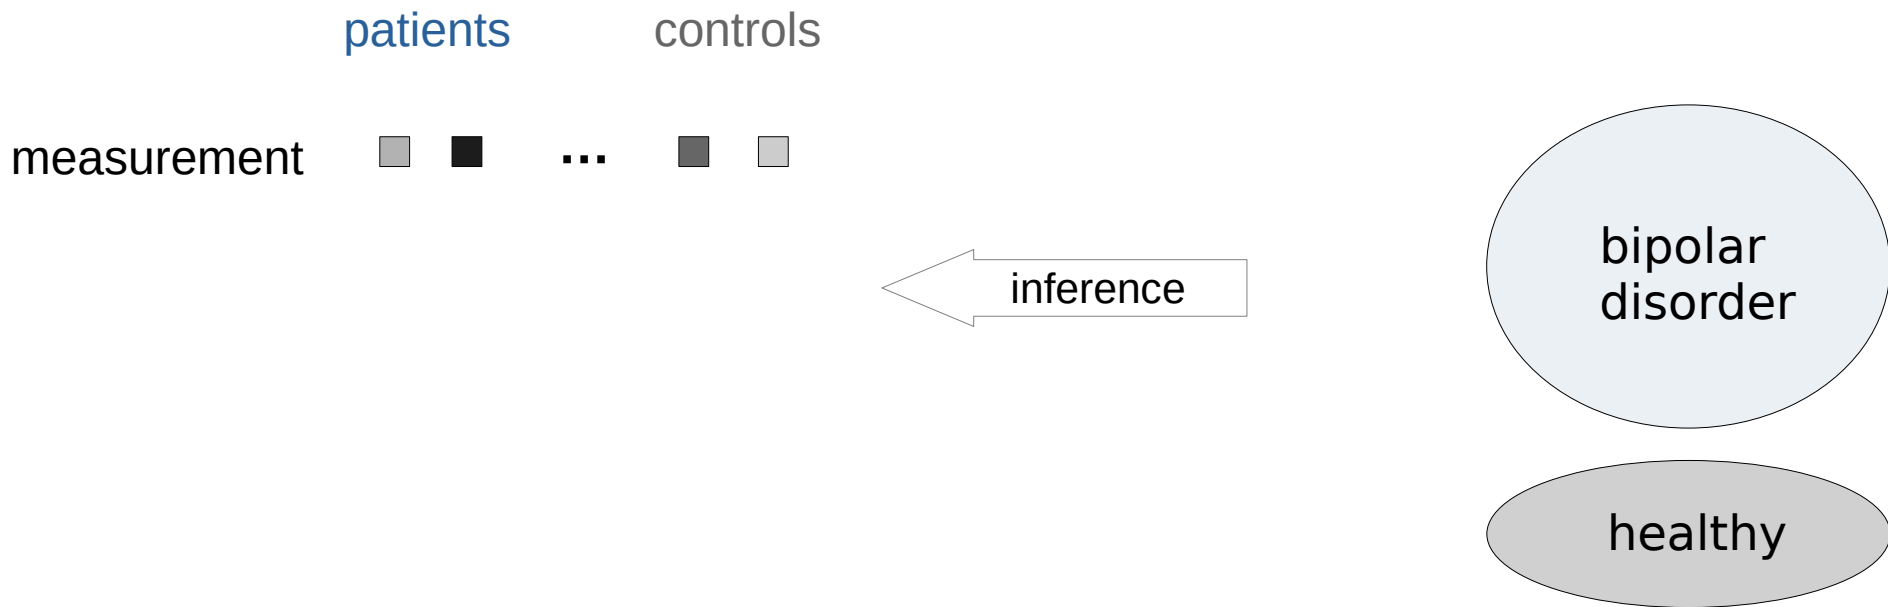 patients controls
measurement ...
inference
bipolar
disorder
healthy